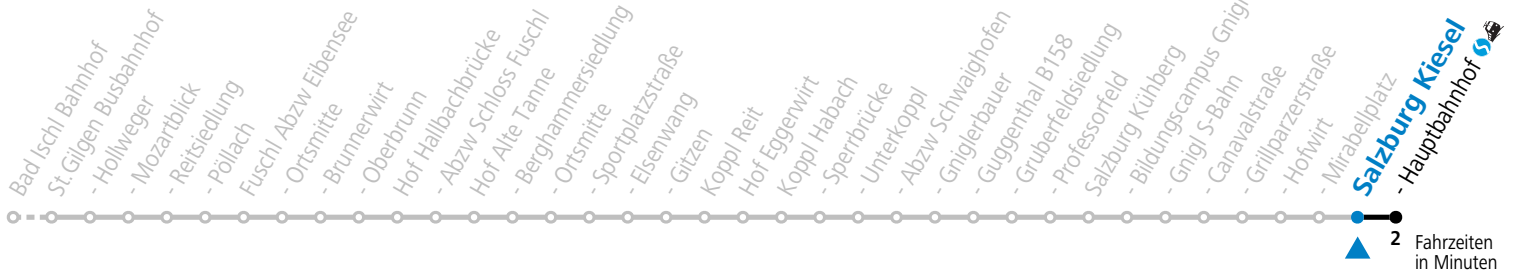 Bad Ischl Bahnhof
St.Gilgen Busbahnhof
- Hollweger
- Mozartblick
- Reitsiedlung
- Pöllach
Fuschl Abzw Eibensee
- Ortsmitte
- Brunnerwirt
- Oberbrunn
Hof Hallbachbrücke
- Abzw Schloss Fuschl
Hof Alte Tanne
- Berghammersiedlung
- Ortsmitte
- Sportplatzstraße
- Elsenwang
- Gitzen
Koppl Reit
Hof Eggerwirt
Koppl Habach
- Sperrbrücke
- Unterkoppl
- Abzw Schwaighofen
- Gniglerbauer
- Guggenthal B158
- Gruberfeldsiedlung
- Professorfeld
Salzburg Kühberg
- Bildungscampus Gnigl
- Gnigl S-Bahn
- Canavalstraße
- Grillparzerstraße
- Hofwirt
- Mirabellplatz
Salzburg Kiesel
- Hauptbahnhof
2
Fahrzeiten
in Minuten